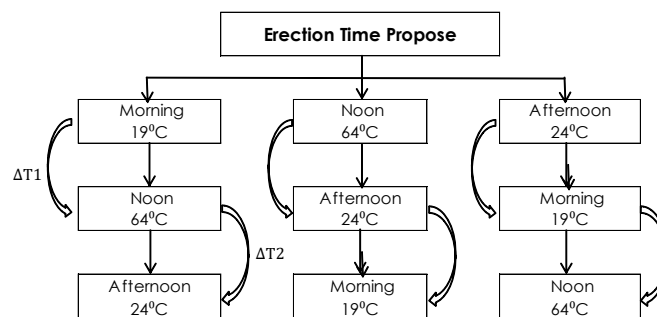 Erection Time Propose
Morning
19⁰C
Noon
64⁰C
Afternoon
24⁰C
ΔT1
Noon
64⁰C
Afternoon
24⁰C
Morning
19⁰C
ΔT2
Afternoon
24⁰C
Morning
19⁰C
Noon
64⁰C